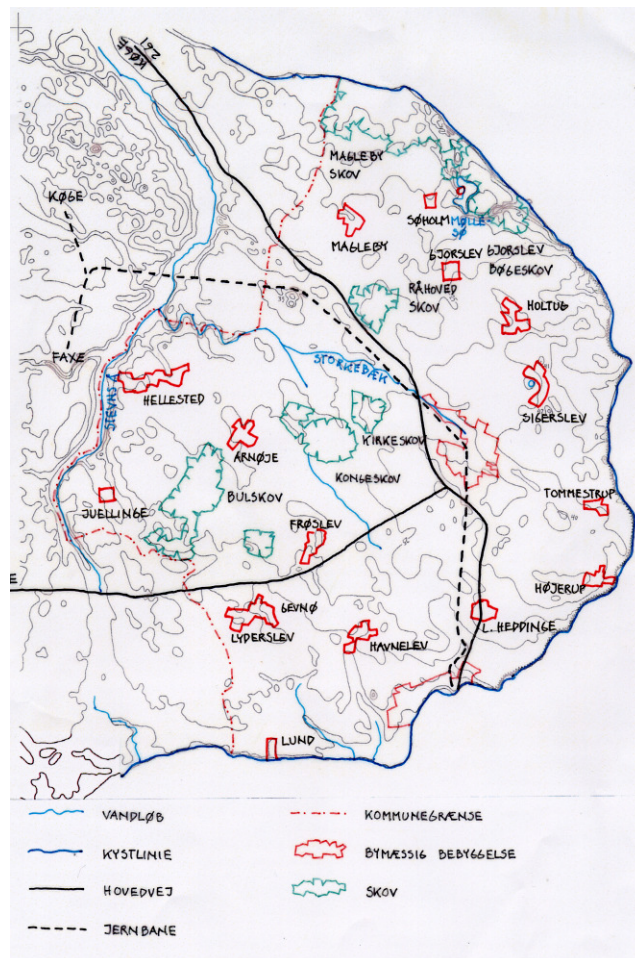 KØGE
261
MAGLEBY
SKOV
KØGE
SØHOLM
MØLLE
SØ
MAGLEBY
GJORSLEV
GJORSLEV
BØGESKOV
RÅHOVED
SKOV
HOLTUG
FAXE
STORKEBÆK
STEVNS Å
HELLESTED
SIGERSLEV
ARNØJE
KIRKESKOV
KONGESKOV
BULSKOV
JUELLINGE
TOMMESTRUP
FRØSLEV
E
HØJERUP
GEVNØ
LYDERSLEV
HAVNELEV
L. HEDDINGE
LUND
VANDLØB
KOMMUNEGRÆNSE
KYSTLINIE
BYMÆSSIG BEBYGGELSE
HOVEDVEJ
SKOV
JERNBANE